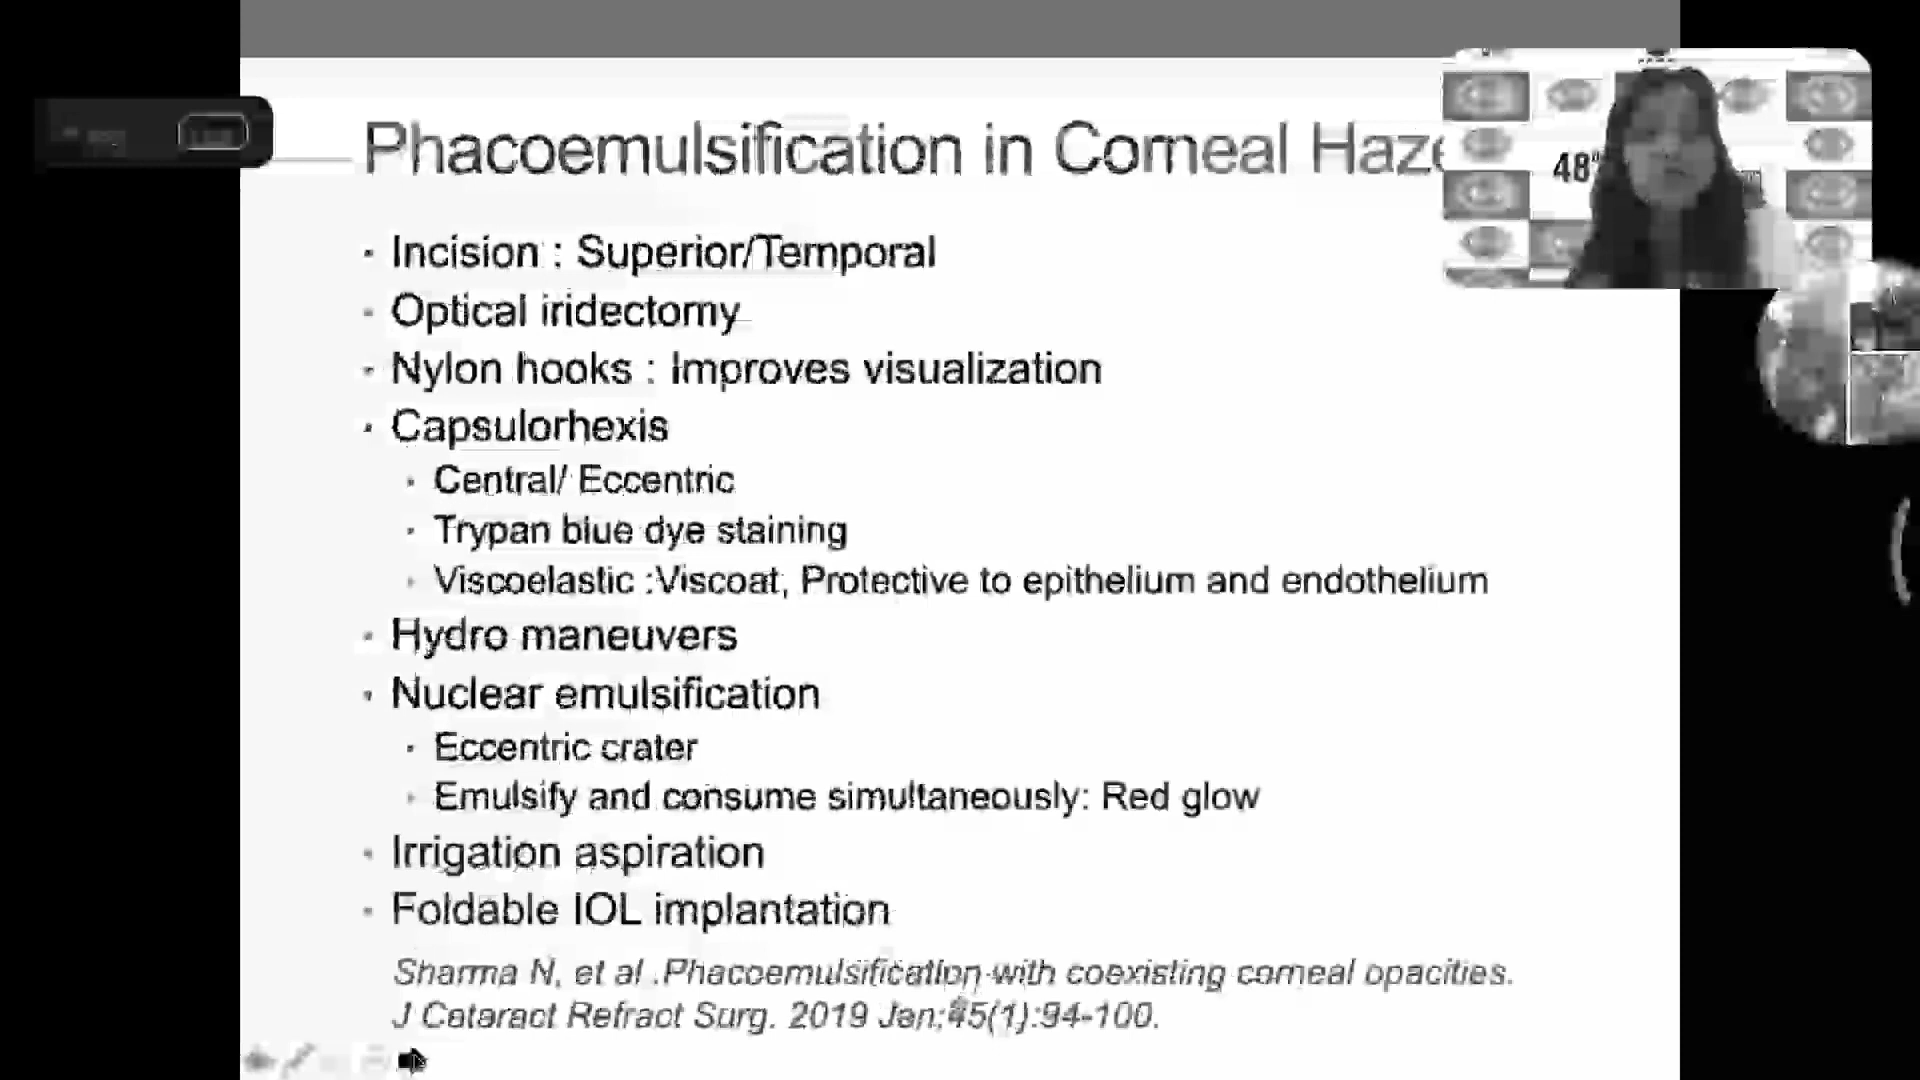 Phacoemulsification in Corneal Haze
48
• Incision : Superior/Temporal
• Optical iridectomy
• Nylon hooks : Improves visualization
• Capsulorhexis
• Central/ Eccentric
• Trypan blue dye staining
• Viscoelastic :Viscoat, Protective to epithelium and endothelium
• Hydro maneuvers
• Nuclear emulsification
• Eccentric crater
• Emulsify and consume simultaneously: Red glow
• Irrigation aspiration
• Foldable IOL implantation
Sharma N, et al .Phacoemulsification with coexisting corneal opacities.
J Cataract Refract Surg. 2019 Jan;45(1):94-100.